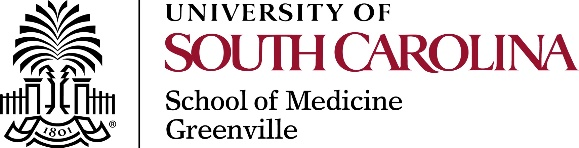 UNIVERSITY OF
SOUTH CAROLINA
School of Medicine
Greenville
1801
®